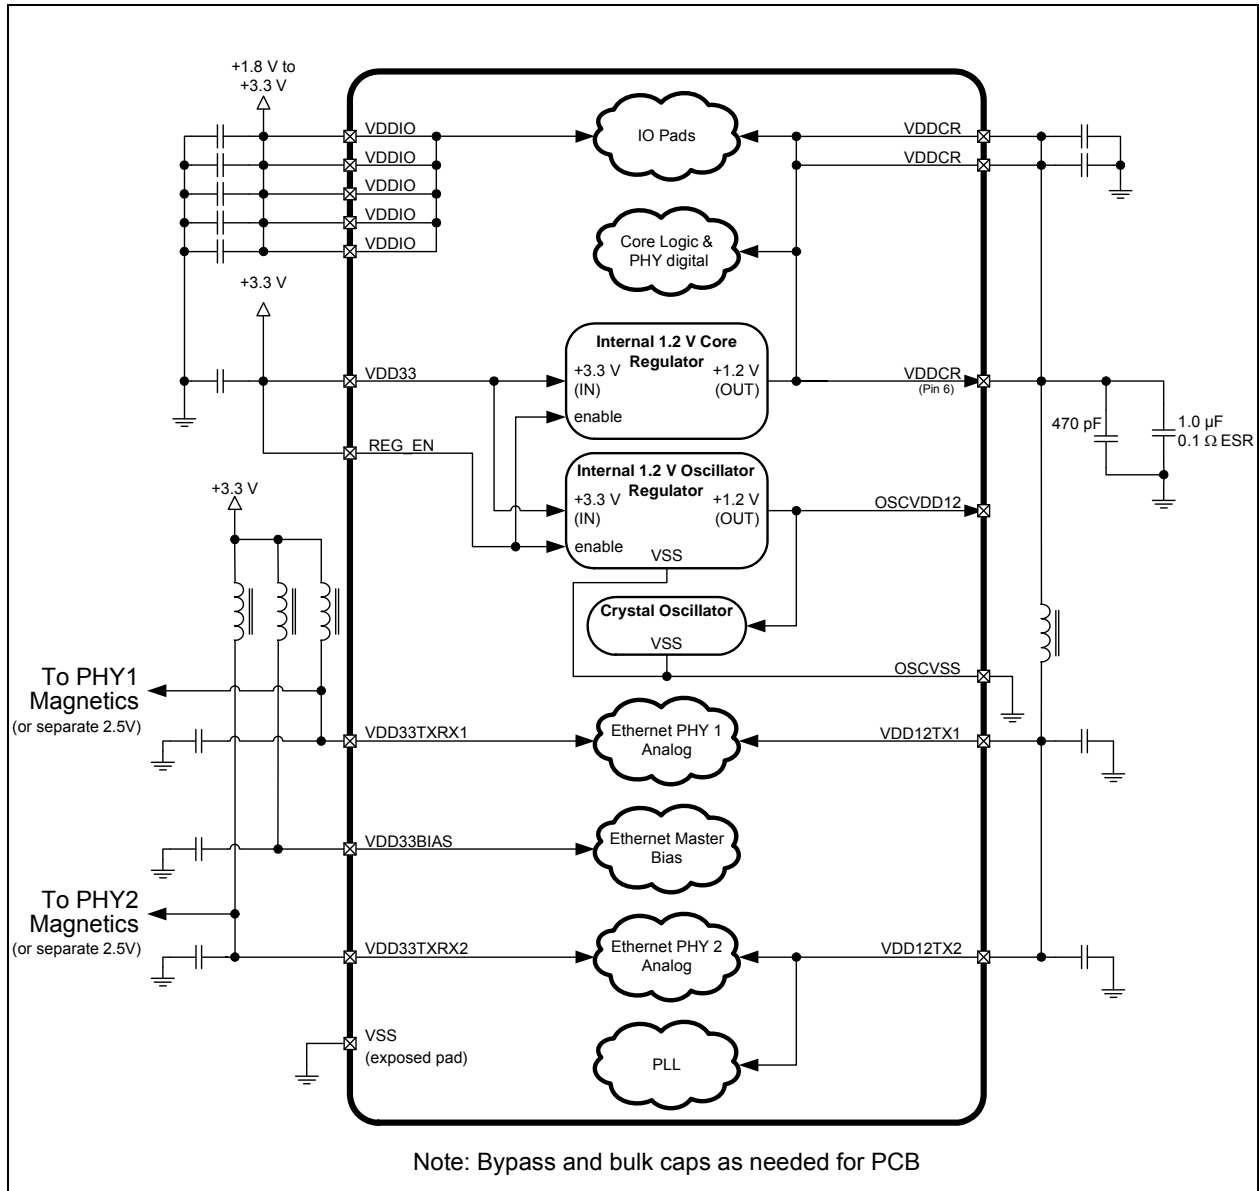 +1.8 V to
+3.3 V
VDDIO
IO Pads
VDDCR
VDDIO
VDDCR
VDDIO
VDDIO
VDDIO
Core Logic &
PHY digital
+3.3 V
Internal 1.2 V Core
Regulator
+3.3 V
(IN)
+1.2 V
(OUT)
enable
VDD33
VDDCR
(Pin 6)
470 pF
1.0 µF
0.1 Ω ESR
REG_EN
Internal 1.2 V Oscillator
Regulator
+3.3 V
(IN)
+1.2 V
(OUT)
enable
VSS
OSCVDD12
+3.3 V
Crystal Oscillator
VSS
OSCVSS
To PHY1
Magnetics
(or separate 2.5V)
VDD33TXRX1
Ethernet PHY 1
Analog
VDD12TX1
VDD33BIAS
Ethernet Master
Bias
To PHY2
Magnetics
(or separate 2.5V)
VDD33TXRX2
Ethernet PHY 2
Analog
VDD12TX2
VSS
(exposed pad)
PLL
Note: Bypass and bulk caps as needed for PCB